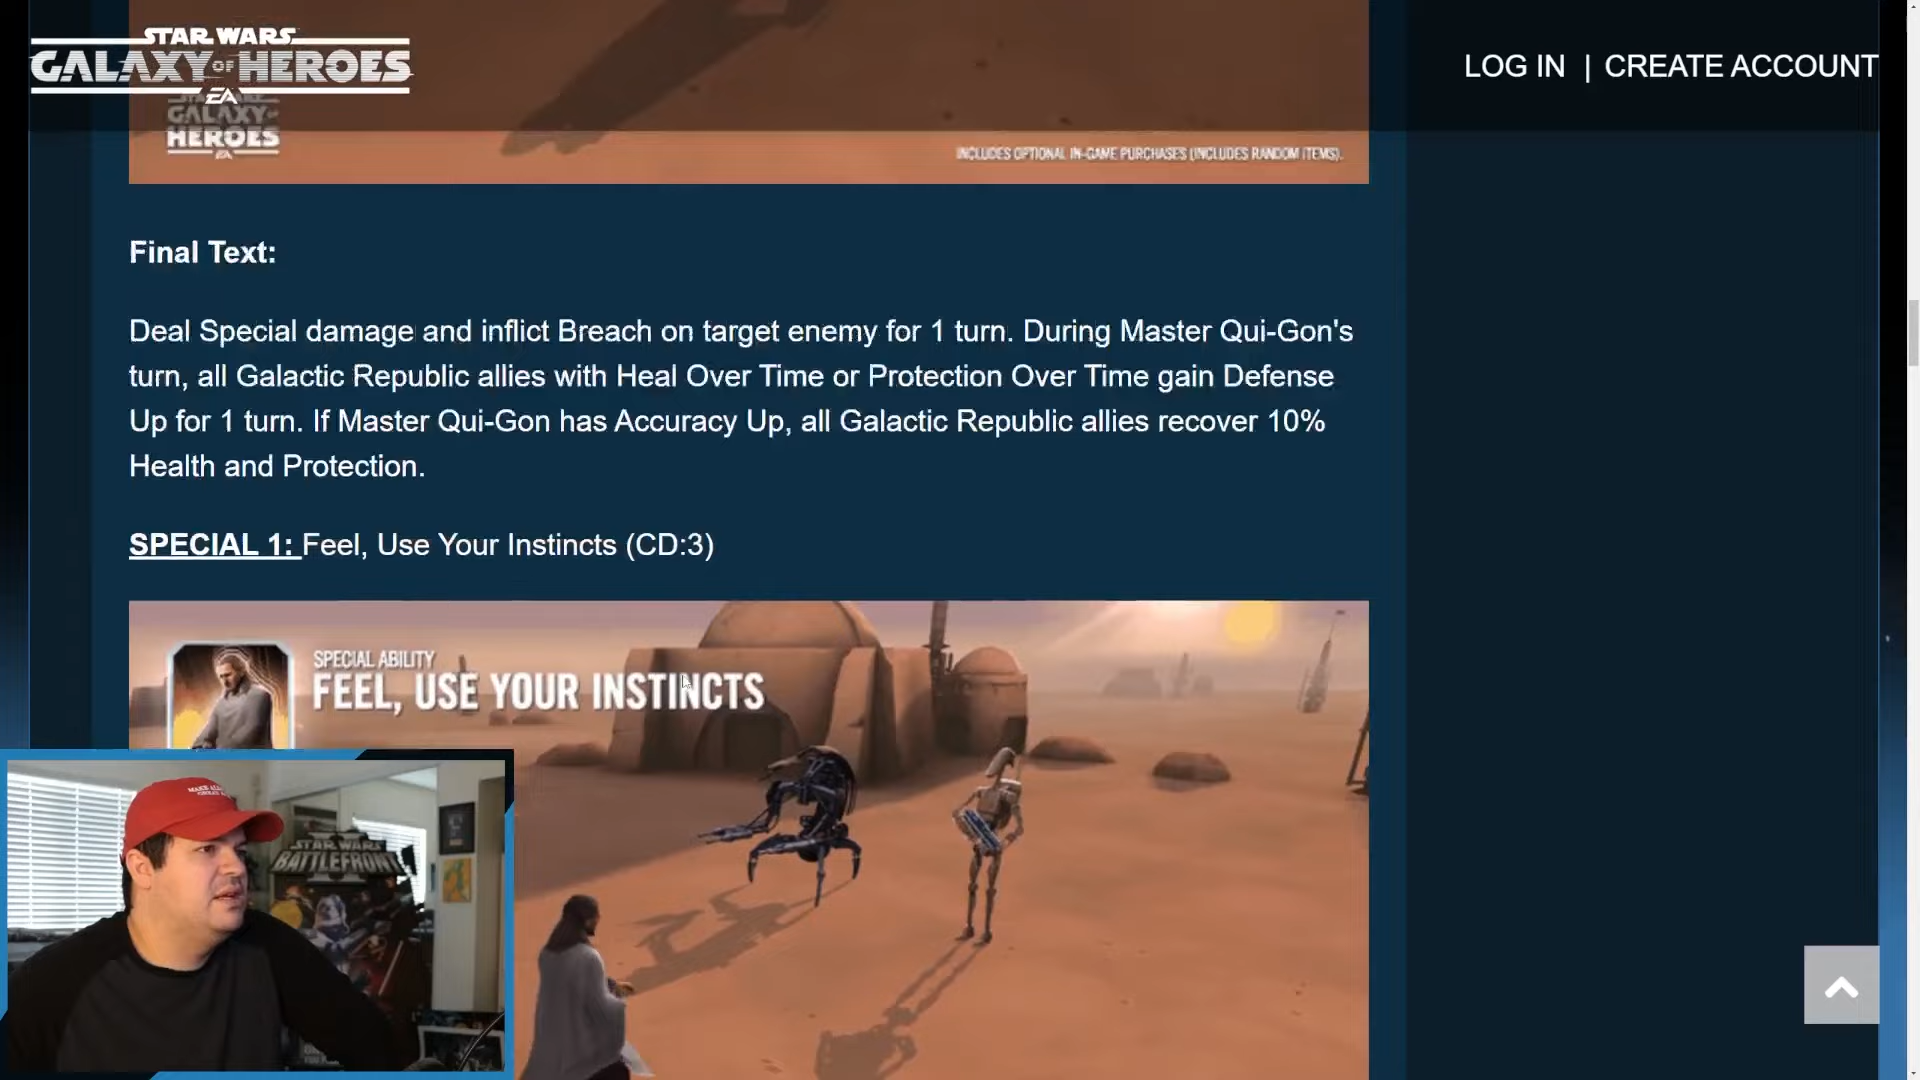 STAR WARS
GALAXY OF HEROES
EA
GALAXY OF
HEROES
EA
LOG IN | CREATE ACCOUNT
INCLUDES OPTIONAL IN-GAME PURCHASES (INCLUDES RANDOM ITEMS).
Final Text:
Deal Special damage and inflict Breach on target enemy for 1 turn. During Master Qui-Gon's
turn, all Galactic Republic allies with Heal Over Time or Protection Over Time gain Defense
Up for 1 turn. If Master Qui-Gon has Accuracy Up, all Galactic Republic allies recover 10%
Health and Protection.
SPECIAL 1: Feel, Use Your Instincts (CD:3)
SPECIAL ABILITY
FEEL, USE YOUR INSTINCTS
STAR WARS
BATTLEFRONT